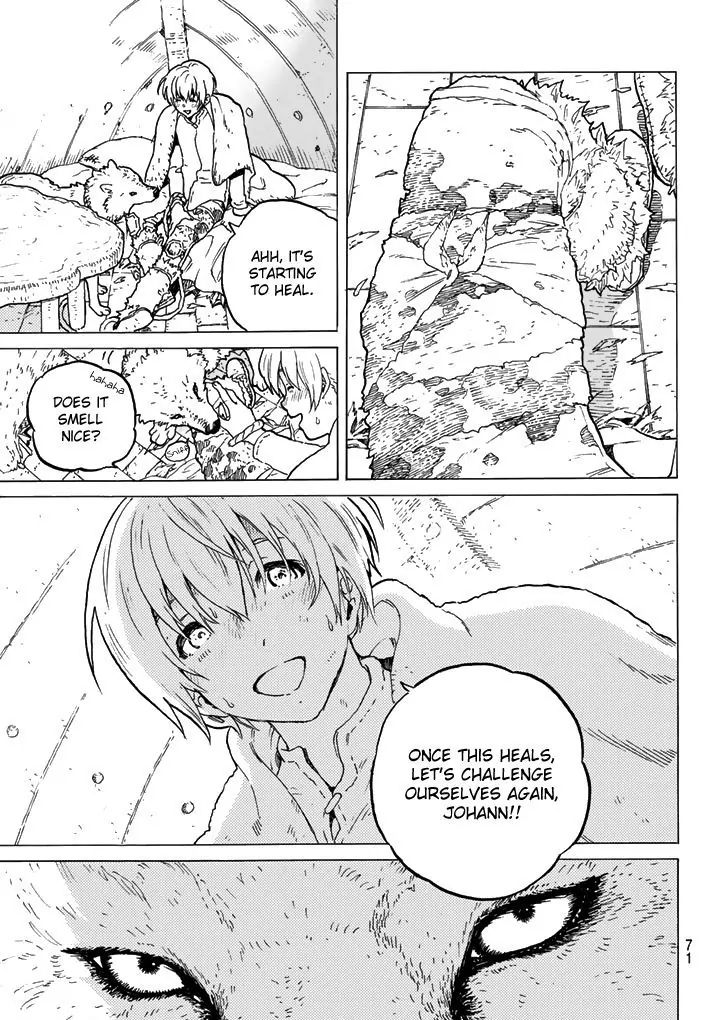 AHH, IT'S
STARTING
TO HEAL.
hahaha
DOES IT
SMELL
NICE?
Sniff
ONCE THIS HEALS,
LET'S CHALLENGE
OURSELVES AGAIN,
JOHANN!!
71